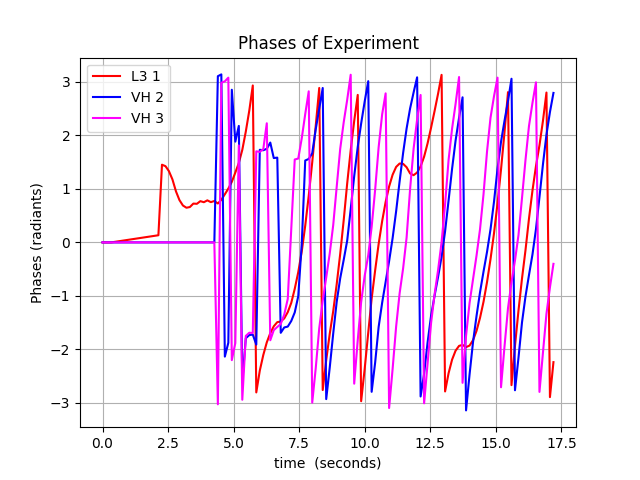 Phases of Experiment
L3 1
VH 2
VH 3
Phases (radiants)
3
2
1
0
−1
−2
−3
0.0 2.5 5.0 7.5 10.0 12.5 15.0 17.5
time  (seconds)